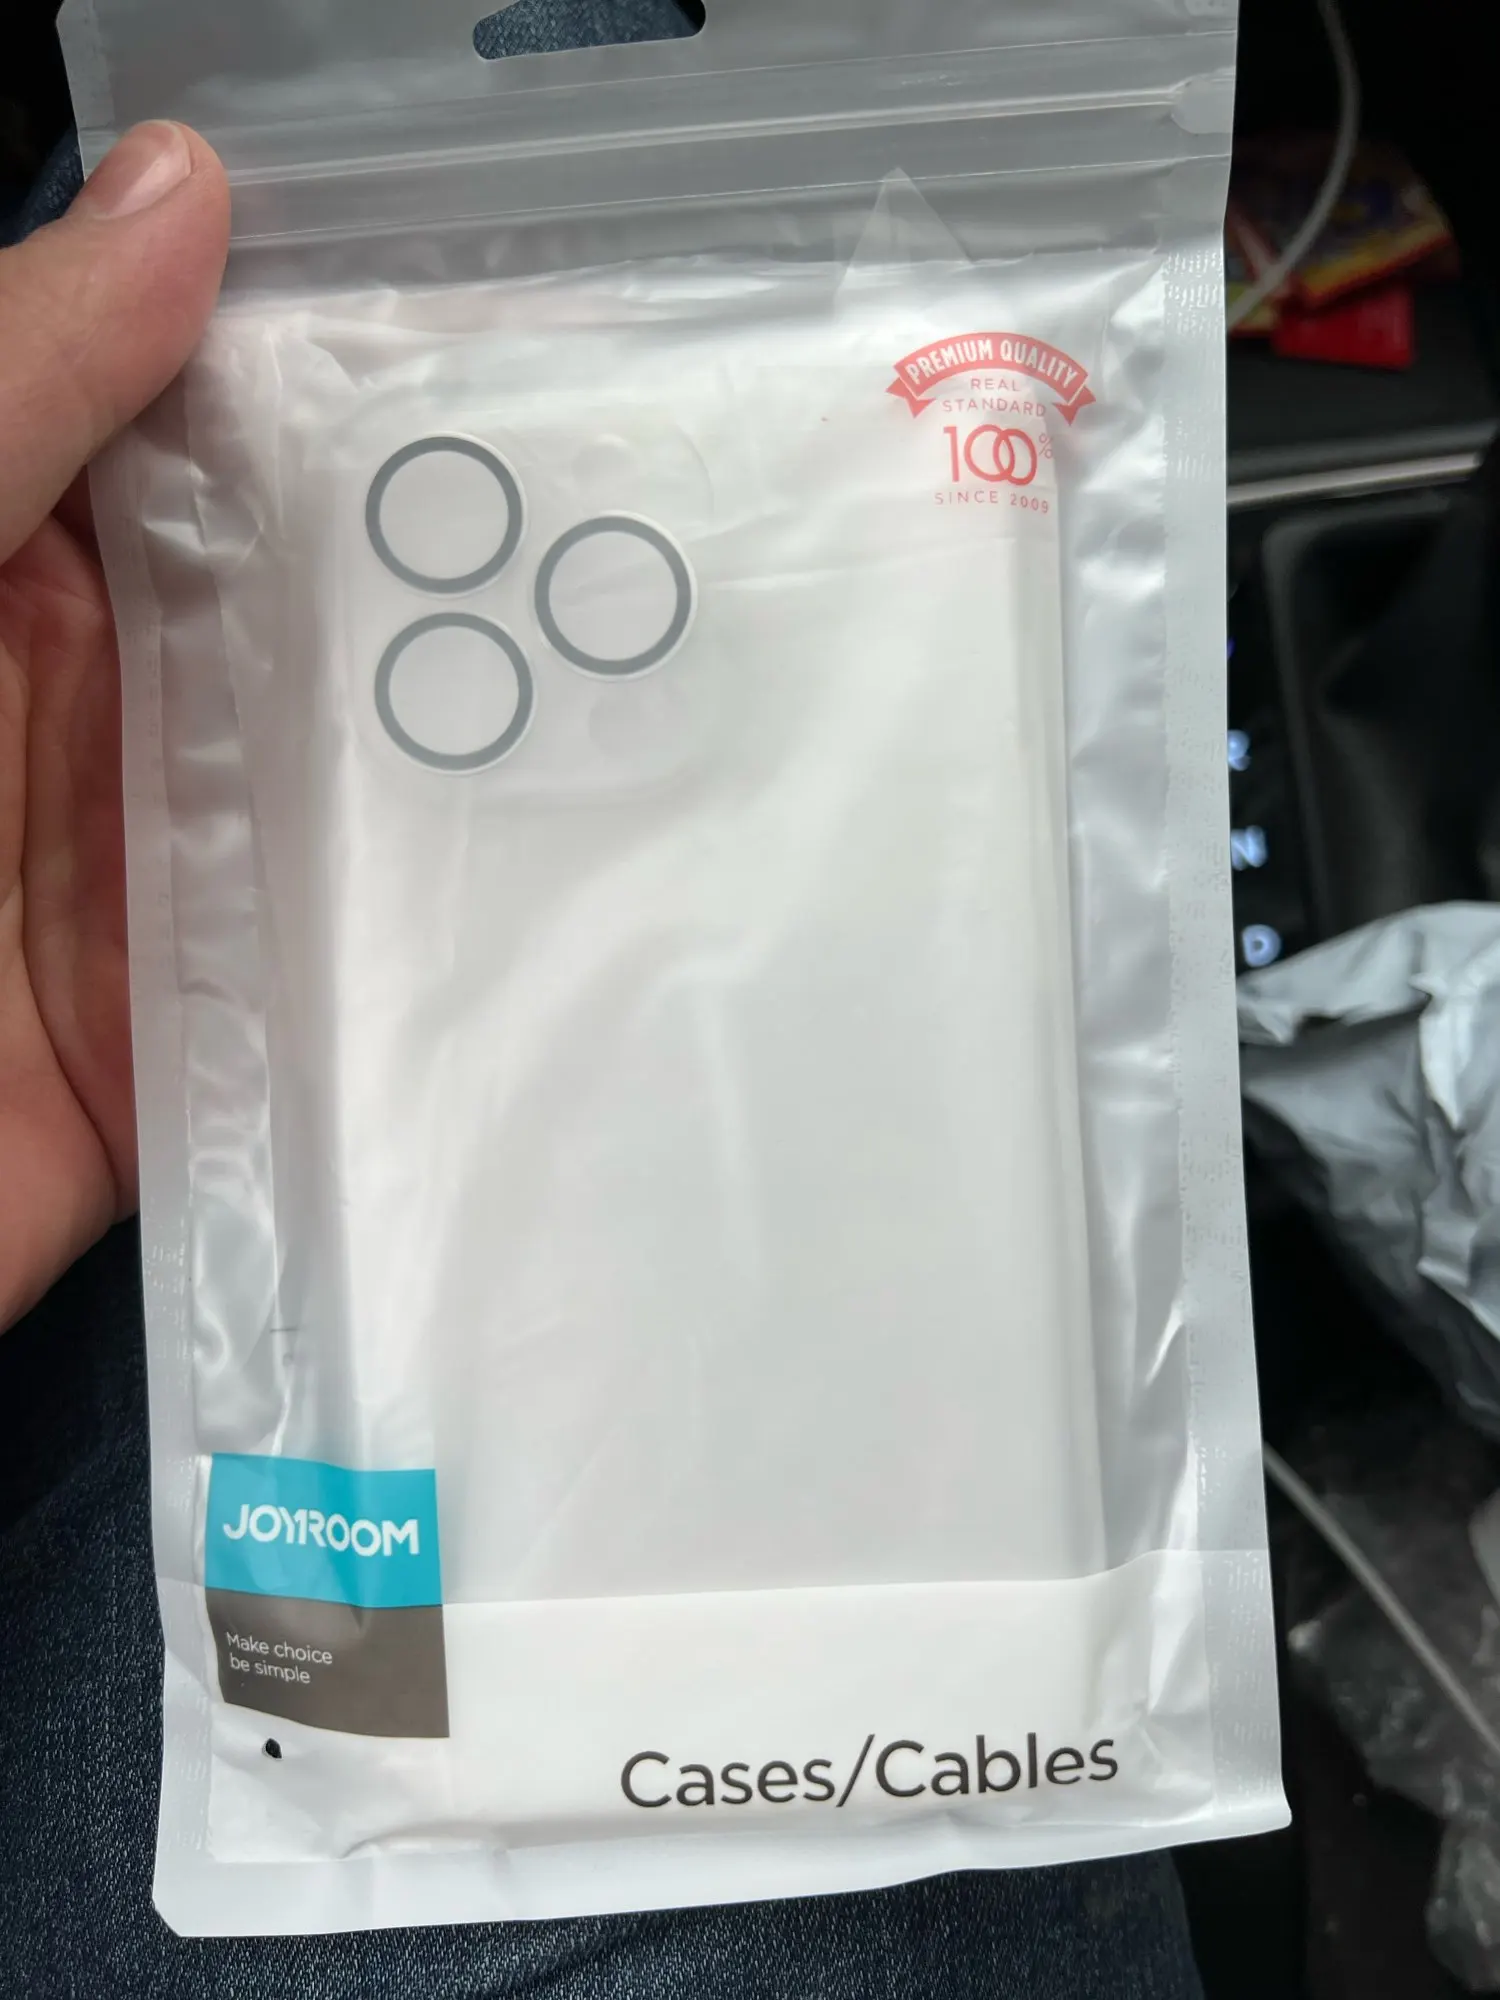 PREMIUM QUALITY
REAL
STANDARD
100%
SINCE 2009
R
N
D
JOYROOM
Make choice
be simple
Cases/Cables